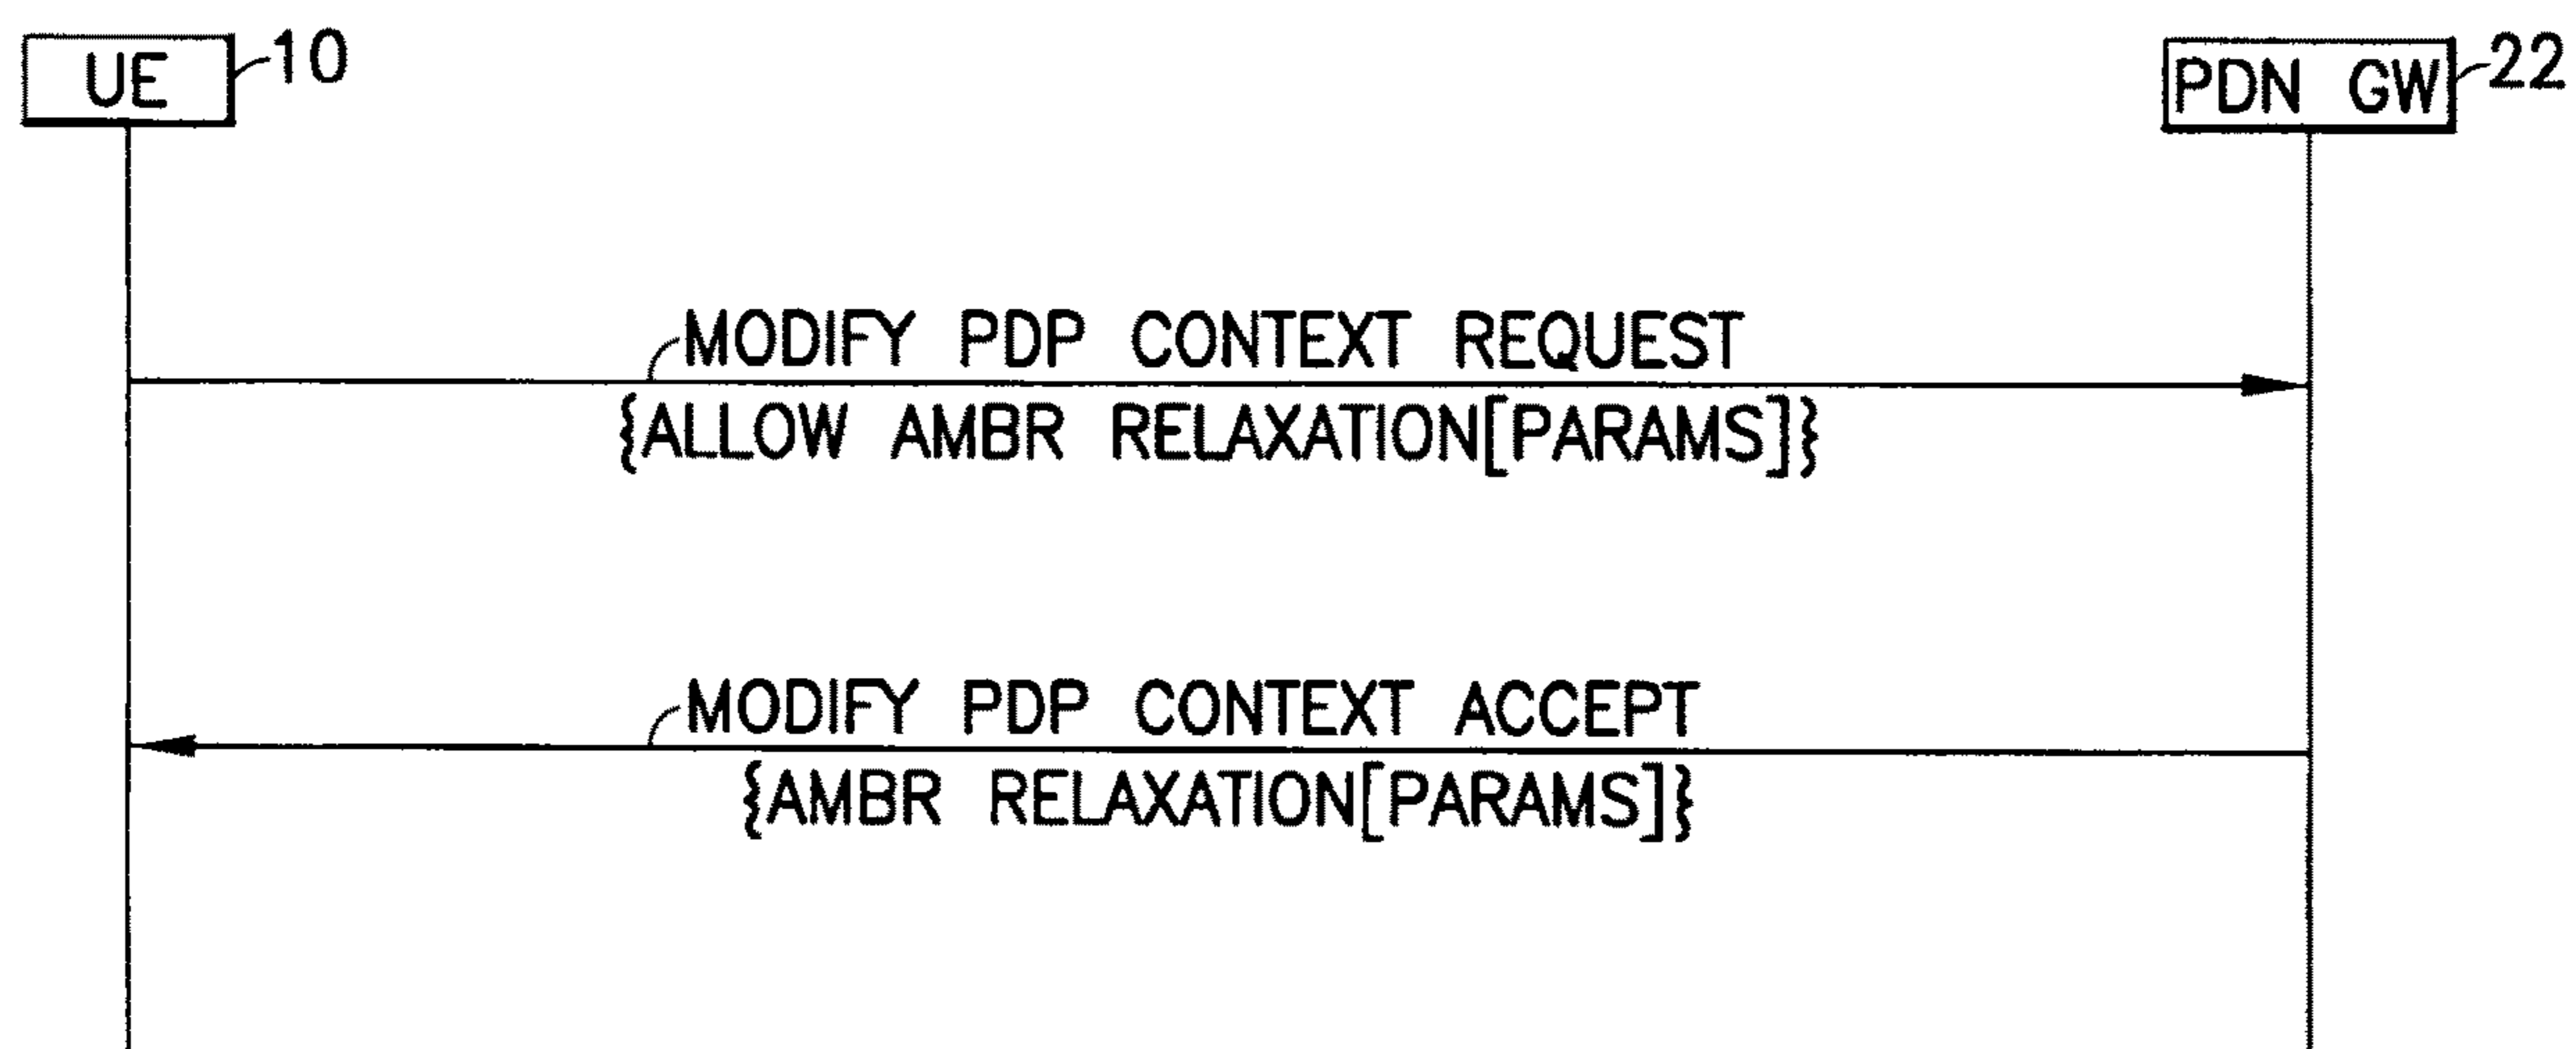 UE 10
PDN GW 22
MODIFY PDP CONTEXT REQUEST
{ALLOW AMBR RELAXATION[PARAMS]}
MODIFY PDP CONTEXT ACCEPT
{AMBR RELAXATION[PARAMS]}